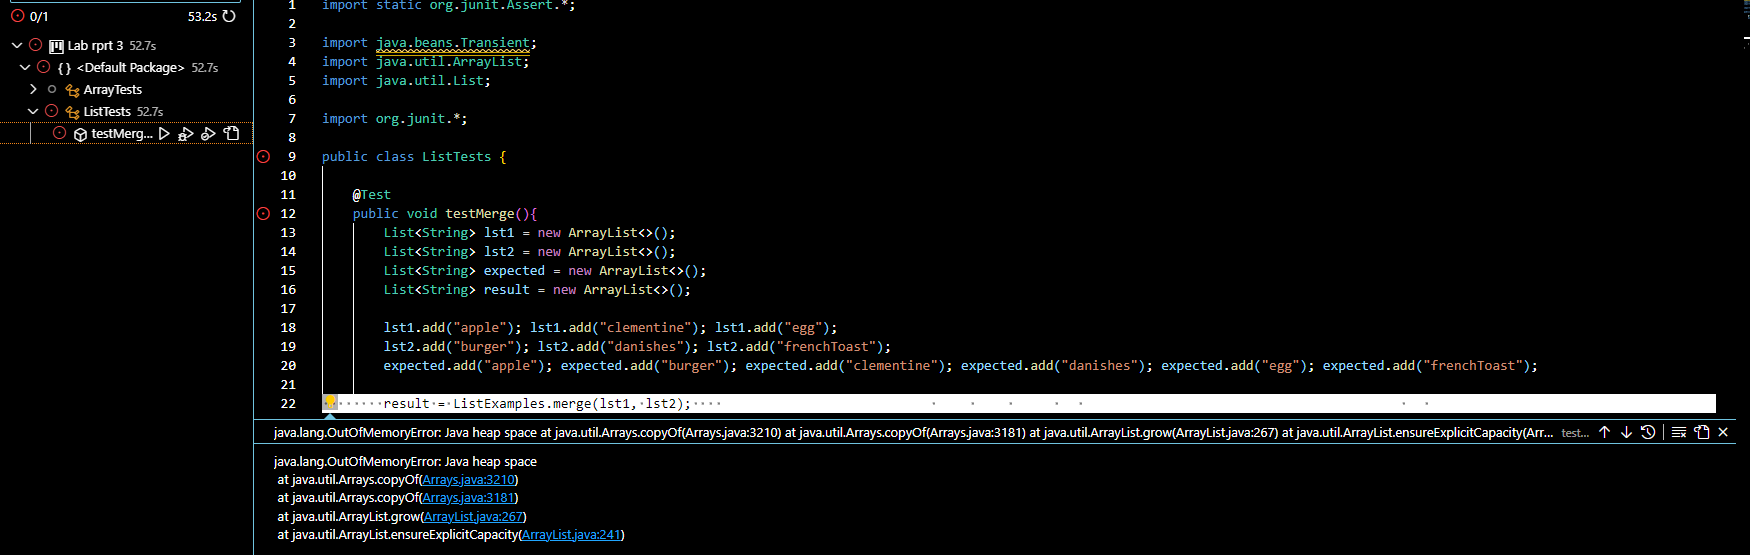 0/1 53.2s
Lab rprt 3 52.7s
{} <Default Package> 52.7s
ArrayTests
ListTests 52.7s
testMerg...
1 import static org.junit.Assert.*;
2
3 import java.beans.Transient;
4 import java.util.ArrayList;
5 import java.util.List;
6
7 import org.junit.*;
8
9 public class ListTests {
10
11 @Test
12 public void testMerge(){
13 List<String> lst1 = new ArrayList<>();
14 List<String> lst2 = new ArrayList<>();
15 List<String> expected = new ArrayList<>();
16 List<String> result = new ArrayList<>();
17
18 lst1.add("apple"); lst1.add("clementine"); lst1.add("egg");
19 lst2.add("burger"); lst2.add("danishes"); lst2.add("frenchToast");
20 expected.add("apple"); expected.add("burger"); expected.add("clementine"); expected.add("danishes"); expected.add("egg"); expected.add("frenchToast");
21
22 result = ListExamples.merge(lst1, lst2);
java.lang.OutOfMemoryError: Java heap space at java.util.Arrays.copyOf(Arrays.java:3210) at java.util.Arrays.copyOf(Arrays.java:3181) at java.util.ArrayList.grow(ArrayList.java:267) at java.util.ArrayList.ensureExplicitCapacity(Arr... test...
java.lang.OutOfMemoryError: Java heap space
at java.util.Arrays.copyOf(Arrays.java:3210)
at java.util.Arrays.copyOf(Arrays.java:3181)
at java.util.ArrayList.grow(ArrayList.java:267)
at java.util.ArrayList.ensureExplicitCapacity(ArrayList.java:241)